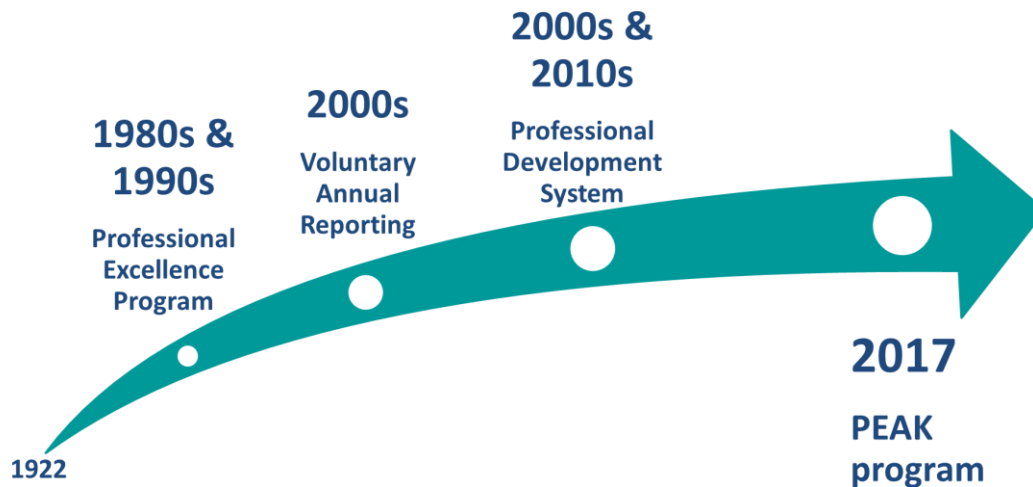 1922
1980s &
1990s
Professional
Excellence
Program
2000s
Voluntary
Annual
Reporting
2000s &
2010s
Professional
Development
System
2017
PEAK
program